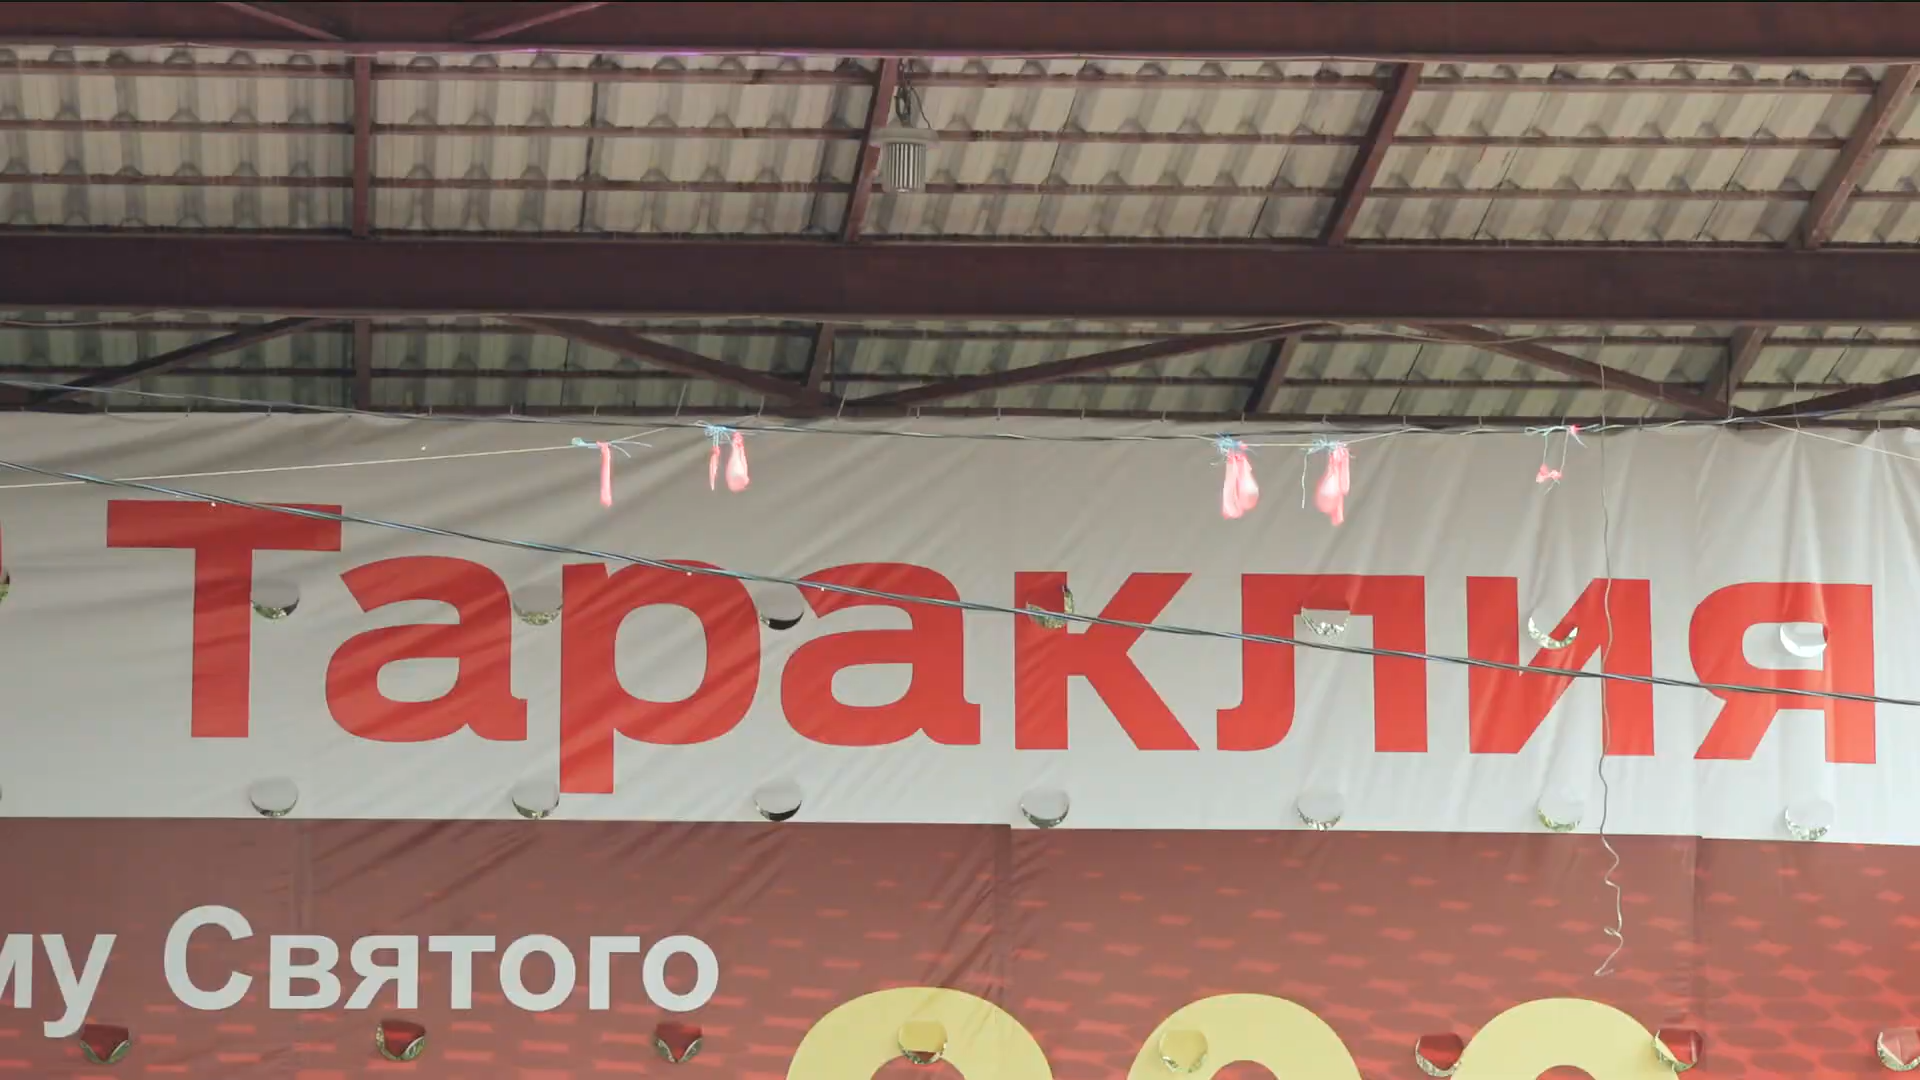 Тараклия
му Святого